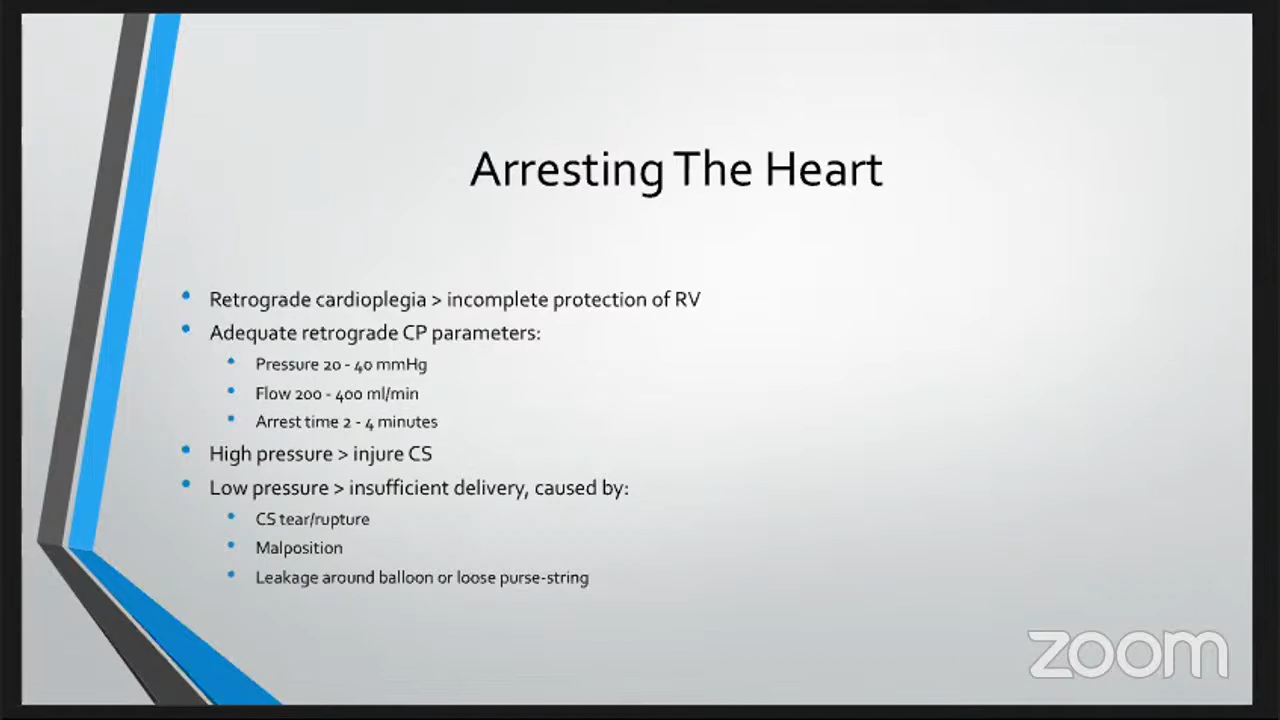 Arresting The Heart
Retrograde cardioplegia > incomplete protection of RV
Adequate retrograde CP parameters:
Pressure 20 - 40 mmHg
Flow 200 - 400 ml/min
Arrest time 2 - 4 minutes
High pressure > injure CS
Low pressure > insufficient delivery, caused by:
CS tear/rupture
Malposition
Leakage around balloon or loose purse-string
zoom